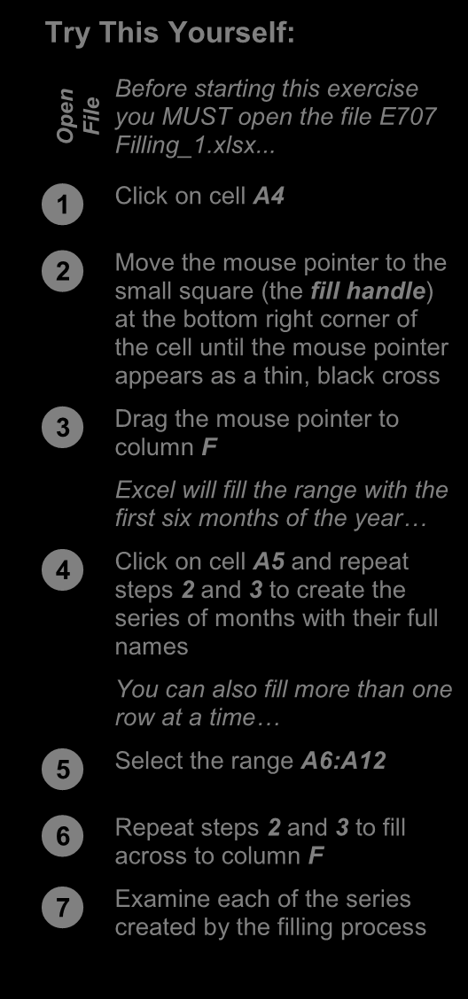 Try This Yourself:
Open
File
Before starting this exercise
you MUST open the file E707
Filling_1.xlsx...
1 Click on cell A4
2 Move the mouse pointer to the
small square (the fill handle)
at the bottom right corner of
the cell until the mouse pointer
appears as a thin, black cross
3 Drag the mouse pointer to
column F
Excel will fill the range with the
first six months of the year…
4 Click on cell A5 and repeat
steps 2 and 3 to create the
series of months with their full
names
You can also fill more than one
row at a time…
5 Select the range A6:A12
6 Repeat steps 2 and 3 to fill
across to column F
7 Examine each of the series
created by the filling process